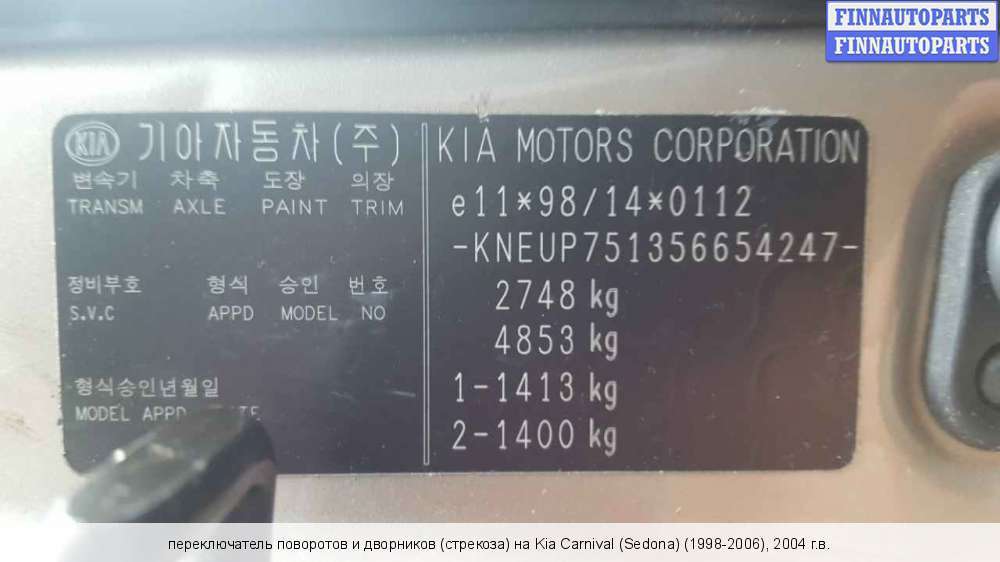 FINNAUTOPARTS
FINNAUTOPARTS
KIA 기아자동차(주)
변속기 차축 도장 의장
TRANSM AXLE PAINT TRIM
정비부호 형식 승인 번호
S.V.C APPD MODEL NO
형식승인년월일
MODEL APPD
KIA MOTORS CORPORATION
e11*98/14*0112
-KNEUP751356654247-
2748 kg
4853 kg
1-1413 kg
2-1400 kg
переключатель поворотов и дворников (стрекоза) на Kia Carnival (Sedona) (1998-2006), 2004 г.в.